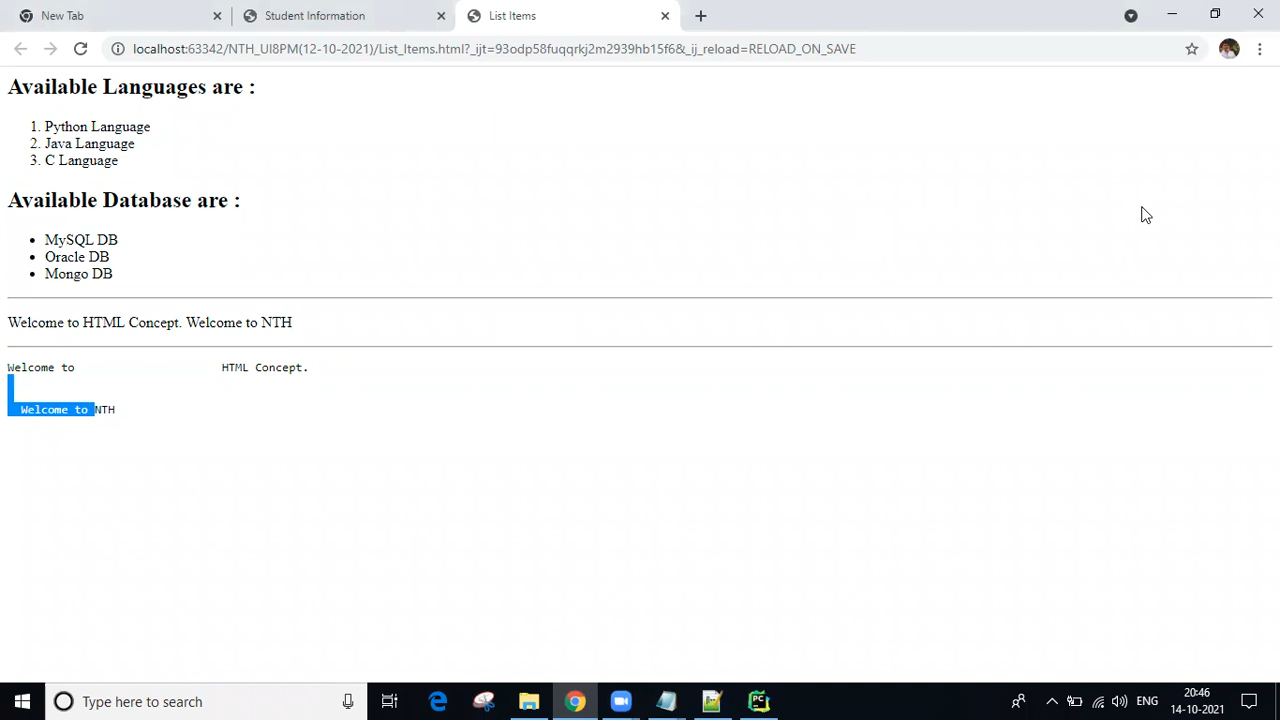 New Tab
Student Information
List Items
localhost:63342/NTH_UI8PM(12-10-2021)/List_Items.html?_ijt=93odp58fuqqrkj2m2939hb15f6&_ij_reload=RELOAD_ON_SAVE
Available Languages are :
1. Python Language
2. Java Language
3. C Language
Available Database are :
• MySQL DB
• Oracle DB
• Mongo DB
Welcome to HTML Concept. Welcome to NTH
Welcome to                      HTML Concept.
Welcome to NTH
Type here to search
PC
ENG
20:46
14-10-2021